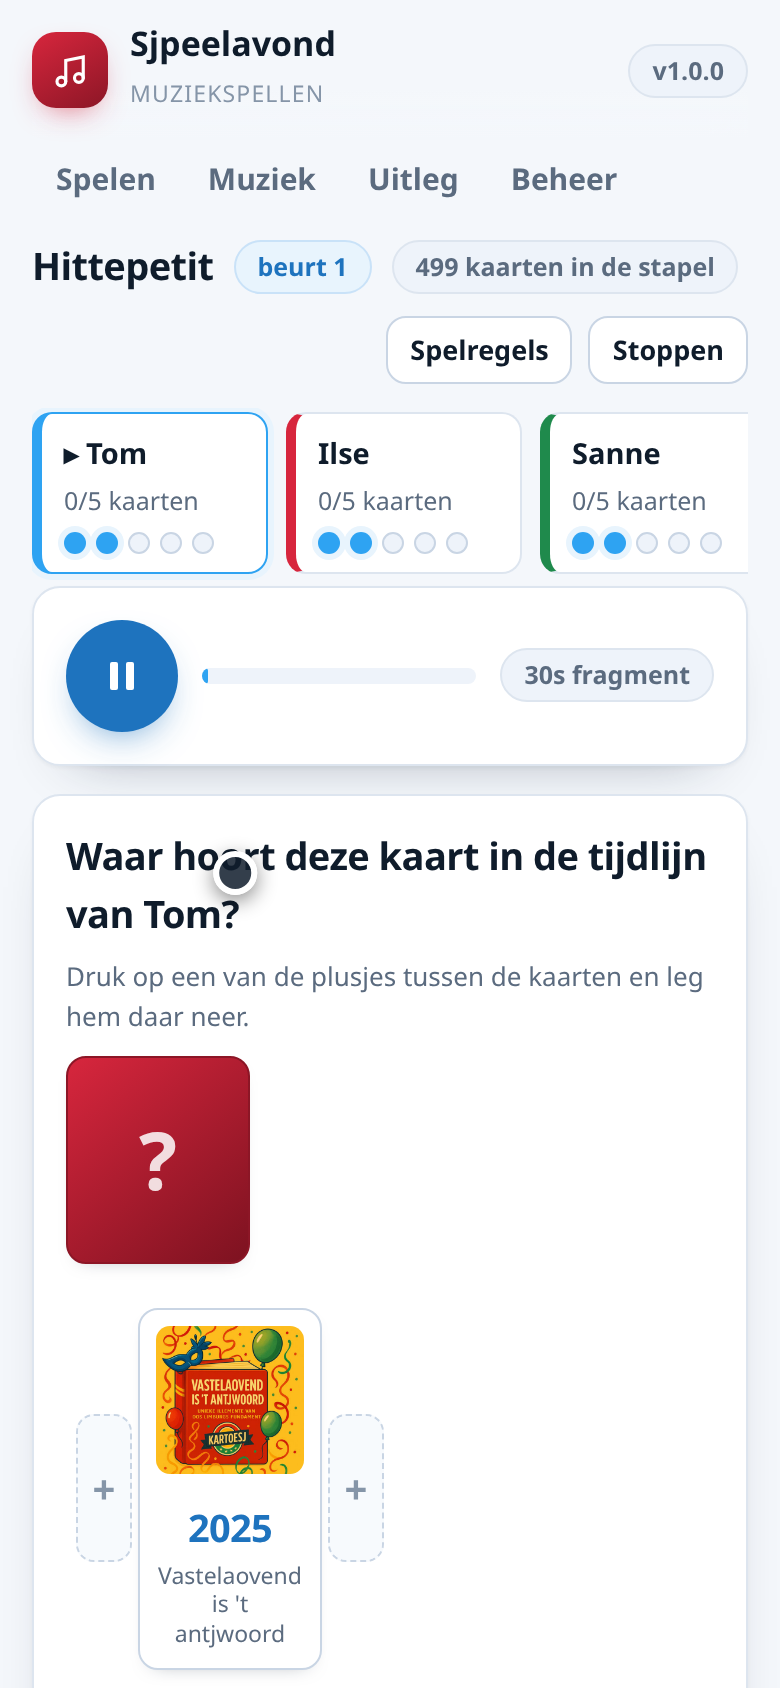 Sjpeelavond
MUZIEKSPELLEN
v1.0.0
Spelen Muziek Uitleg Beheer
Hittepetit beurt 1 499 kaarten in de stapel
Spelregels Stoppen
▸ Tom
0/5 kaarten
Ilse
0/5 kaarten
Sanne
0/5 kaarten
30s fragment
Waar hoort deze kaart in de tijdlijn
van Tom?
Druk op een van de plusjes tussen de kaarten en leg
hem daar neer.
?
+
VASTELAOVEND
IS 'T ANTJWOORD
KARTOESJ
2025
Vastelaovend
is 't
antjwoord
+